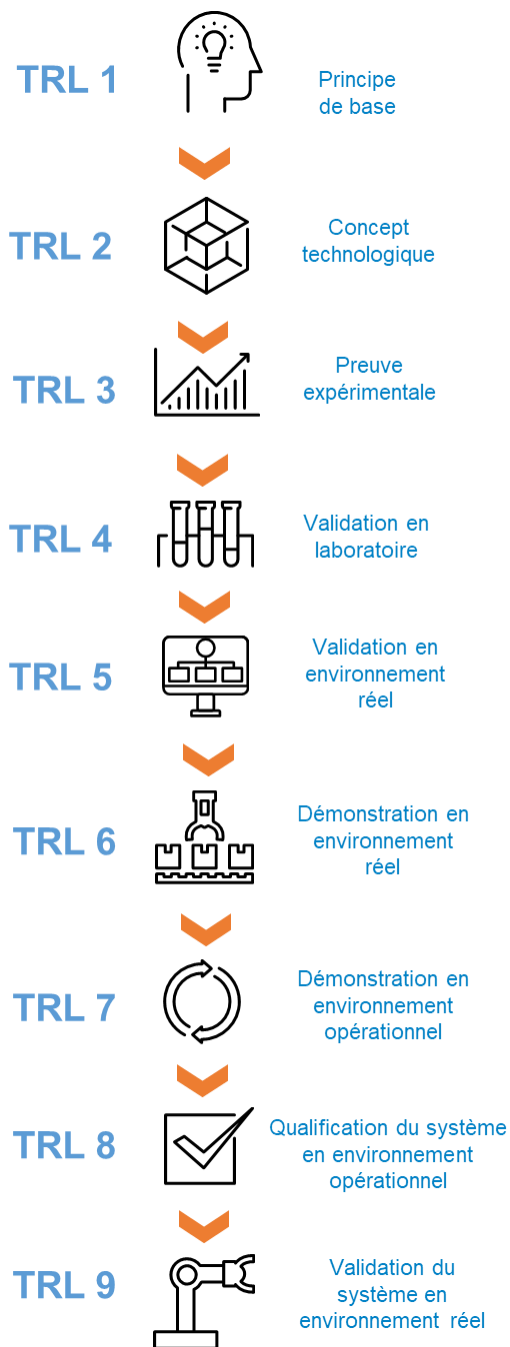 TRL 1
Principe
de base
TRL 2
Concept
technologique
TRL 3
Preuve
expérimentale
TRL 4
Validation en
laboratoire
TRL 5
Validation en
environnement
réel
TRL 6
Démonstration en
environnement
réel
TRL 7
Démonstration en
environnement
opérationnel
TRL 8
Qualification du système
en environnement
opérationnel
TRL 9
Validation du
système en
environnement réel